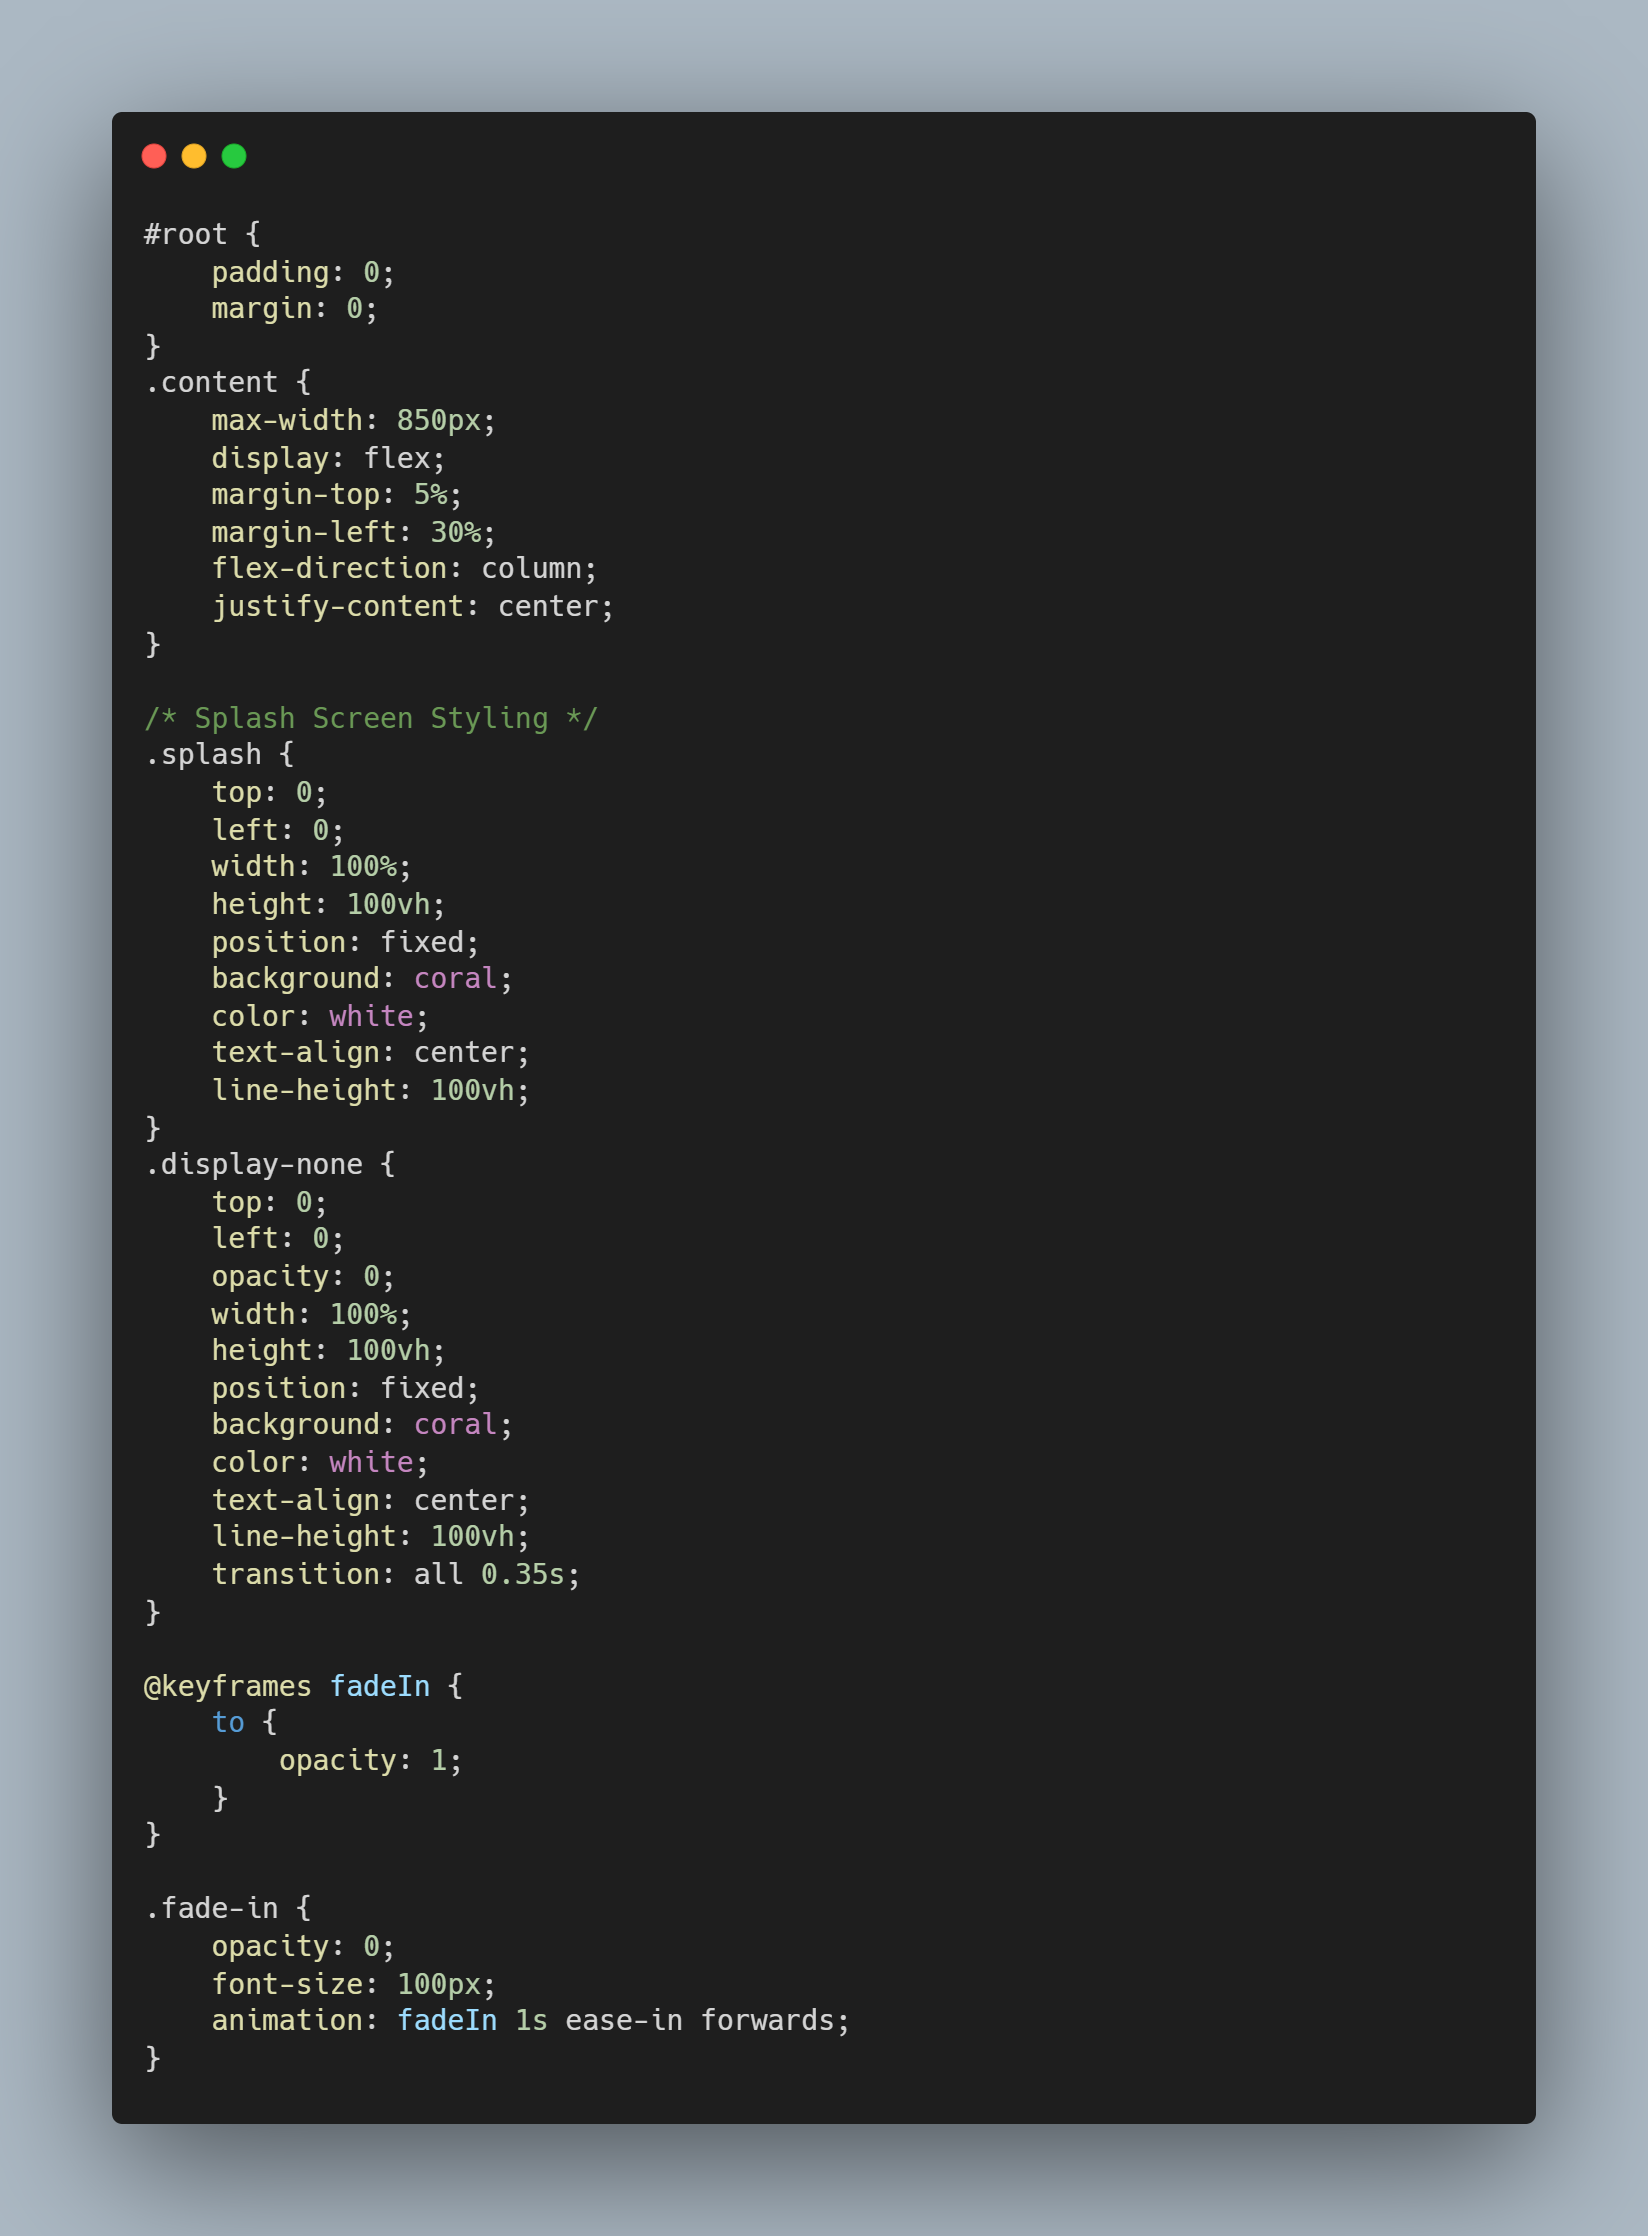 #root {
    padding: 0;
    margin: 0;
}
.content {
    max-width: 850px;
    display: flex;
    margin-top: 5%;
    margin-left: 30%;
    flex-direction: column;
    justify-content: center;
}

/* Splash Screen Styling */
.splash {
    top: 0;
    left: 0;
    width: 100%;
    height: 100vh;
    position: fixed;
    background: coral;
    color: white;
    text-align: center;
    line-height: 100vh;
}
.display-none {
    top: 0;
    left: 0;
    opacity: 0;
    width: 100%;
    height: 100vh;
    position: fixed;
    background: coral;
    color: white;
    text-align: center;
    line-height: 100vh;
    transition: all 0.35s;
}

@keyframes fadeIn {
    to {
        opacity: 1;
    }
}

.fade-in {
    opacity: 0;
    font-size: 100px;
    animation: fadeIn 1s ease-in forwards;
}